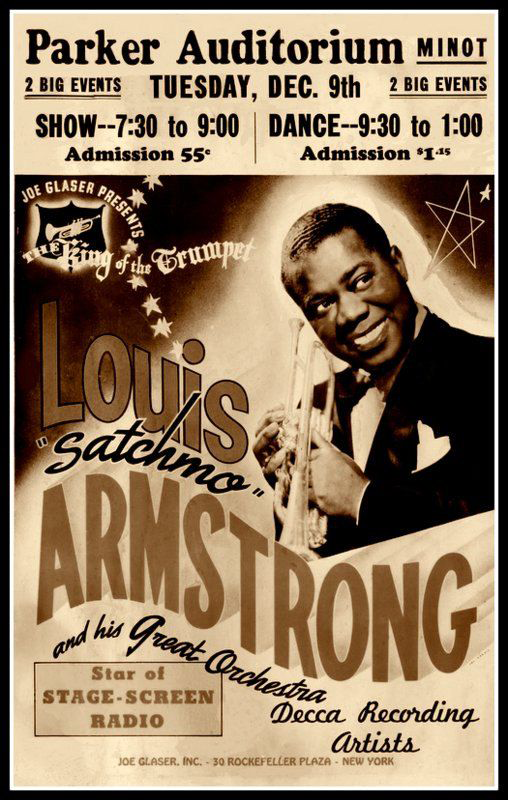 Parker Auditorium MINOT
2 BIG EVENTS TUESDAY, DEC. 9th 2 BIG EVENTS
SHOW--7:30 to 9:00
Admission 55c
DANCE--9:30 to 1:00
Admission $1.15
JOE GLASER PRESENTS
THE King of the Trumpet
Louis
"Satchmo"
ARMSTRONG
and his Great Orchestra
Star of
STAGE-SCREEN
RADIO
Decca Recording
Artists
JOE GLASER, INC. - 30 ROCKEFELLER PLAZA - NEW YORK